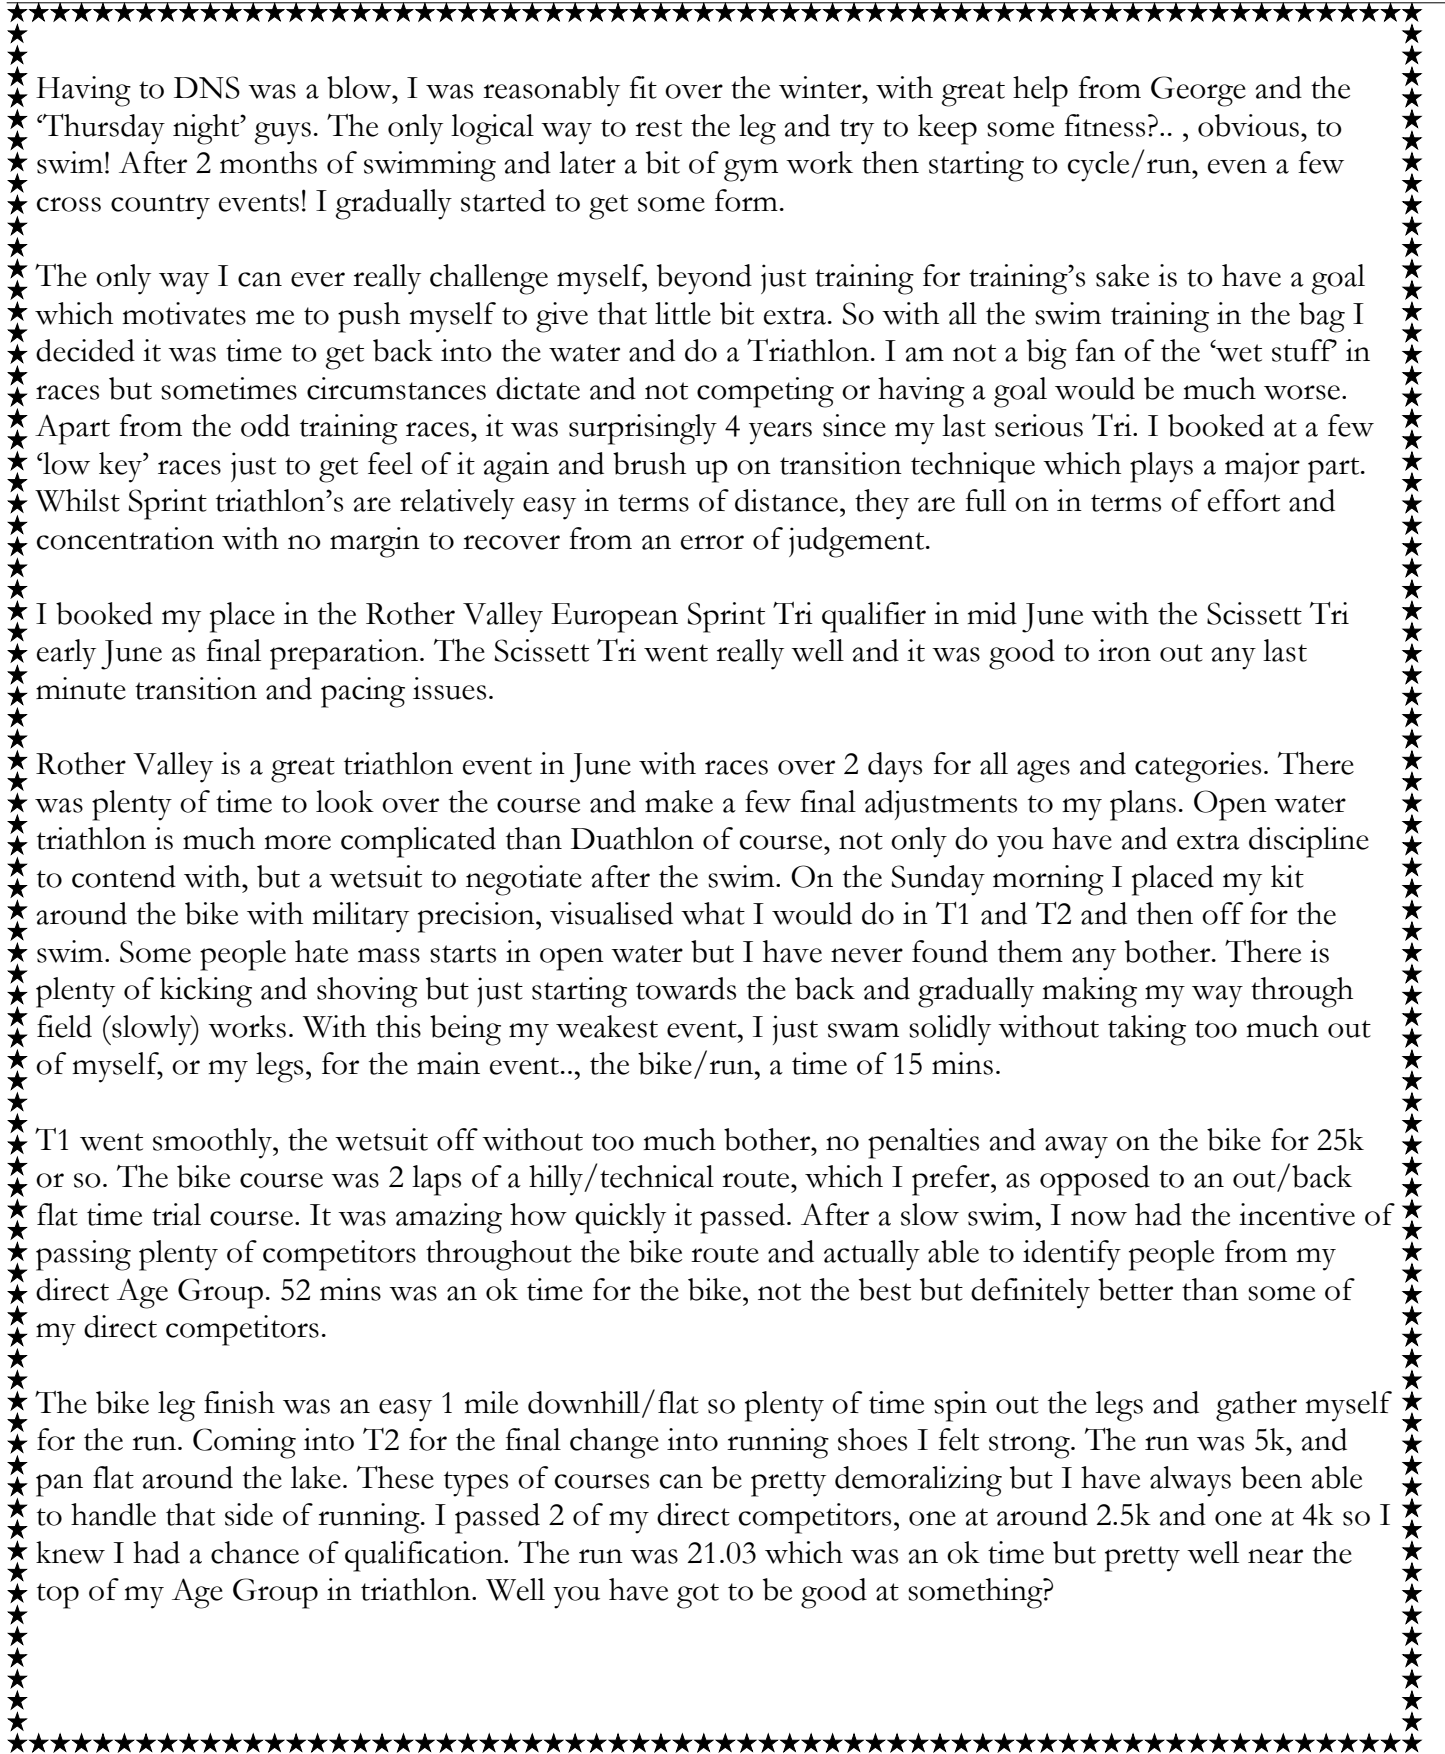 Having to DNS was a blow, I was reasonably fit over the winter, with great help from George and the
‘Thursday night’ guys. The only logical way to rest the leg and try to keep some fitness?.. , obvious, to
swim! After 2 months of swimming and later a bit of gym work then starting to cycle/run, even a few
cross country events! I gradually started to get some form.

The only way I can ever really challenge myself, beyond just training for training’s sake is to have a goal
which motivates me to push myself to give that little bit extra. So with all the swim training in the bag I
decided it was time to get back into the water and do a Triathlon. I am not a big fan of the ‘wet stuff’ in
races but sometimes circumstances dictate and not competing or having a goal would be much worse.
Apart from the odd training races, it was surprisingly 4 years since my last serious Tri. I booked at a few
‘low key’ races just to get feel of it again and brush up on transition technique which plays a major part.
Whilst Sprint triathlon’s are relatively easy in terms of distance, they are full on in terms of effort and
concentration with no margin to recover from an error of judgement.

I booked my place in the Rother Valley European Sprint Tri qualifier in mid June with the Scissett Tri
early June as final preparation. The Scissett Tri went really well and it was good to iron out any last
minute transition and pacing issues.

Rother Valley is a great triathlon event in June with races over 2 days for all ages and categories. There
was plenty of time to look over the course and make a few final adjustments to my plans. Open water
triathlon is much more complicated than Duathlon of course, not only do you have and extra discipline
to contend with, but a wetsuit to negotiate after the swim. On the Sunday morning I placed my kit
around the bike with military precision, visualised what I would do in T1 and T2 and then off for the
swim. Some people hate mass starts in open water but I have never found them any bother. There is
plenty of kicking and shoving but just starting towards the back and gradually making my way through
field (slowly) works. With this being my weakest event, I just swam solidly without taking too much out
of myself, or my legs, for the main event.., the bike/run, a time of 15 mins.

T1 went smoothly, the wetsuit off without too much bother, no penalties and away on the bike for 25k
or so. The bike course was 2 laps of a hilly/technical route, which I prefer, as opposed to an out/back
flat time trial course. It was amazing how quickly it passed. After a slow swim, I now had the incentive of
passing plenty of competitors throughout the bike route and actually able to identify people from my
direct Age Group. 52 mins was an ok time for the bike, not the best but definitely better than some of
my direct competitors.

The bike leg finish was an easy 1 mile downhill/flat so plenty of time spin out the legs and  gather myself
for the run. Coming into T2 for the final change into running shoes I felt strong. The run was 5k, and
pan flat around the lake. These types of courses can be pretty demoralizing but I have always been able
to handle that side of running. I passed 2 of my direct competitors, one at around 2.5k and one at 4k so I
knew I had a chance of qualification. The run was 21.03 which was an ok time but pretty well near the
top of my Age Group in triathlon. Well you have got to be good at something?